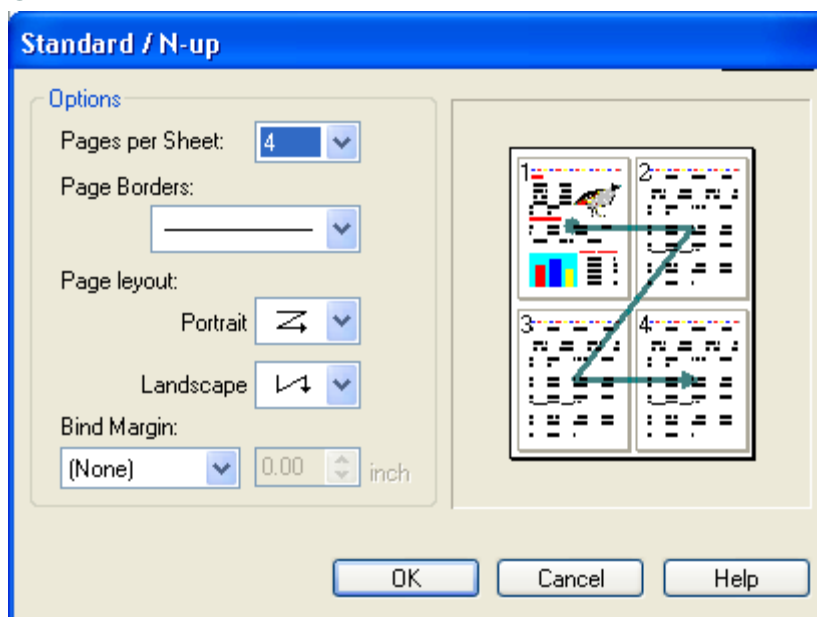 Standard / N-up
Options
Pages per Sheet: 4
Page Borders:
Page leyout:
Portrait
Landscape
Bind Margin:
(None) 0.00 inch
1 2
3 4
OK Cancel Help